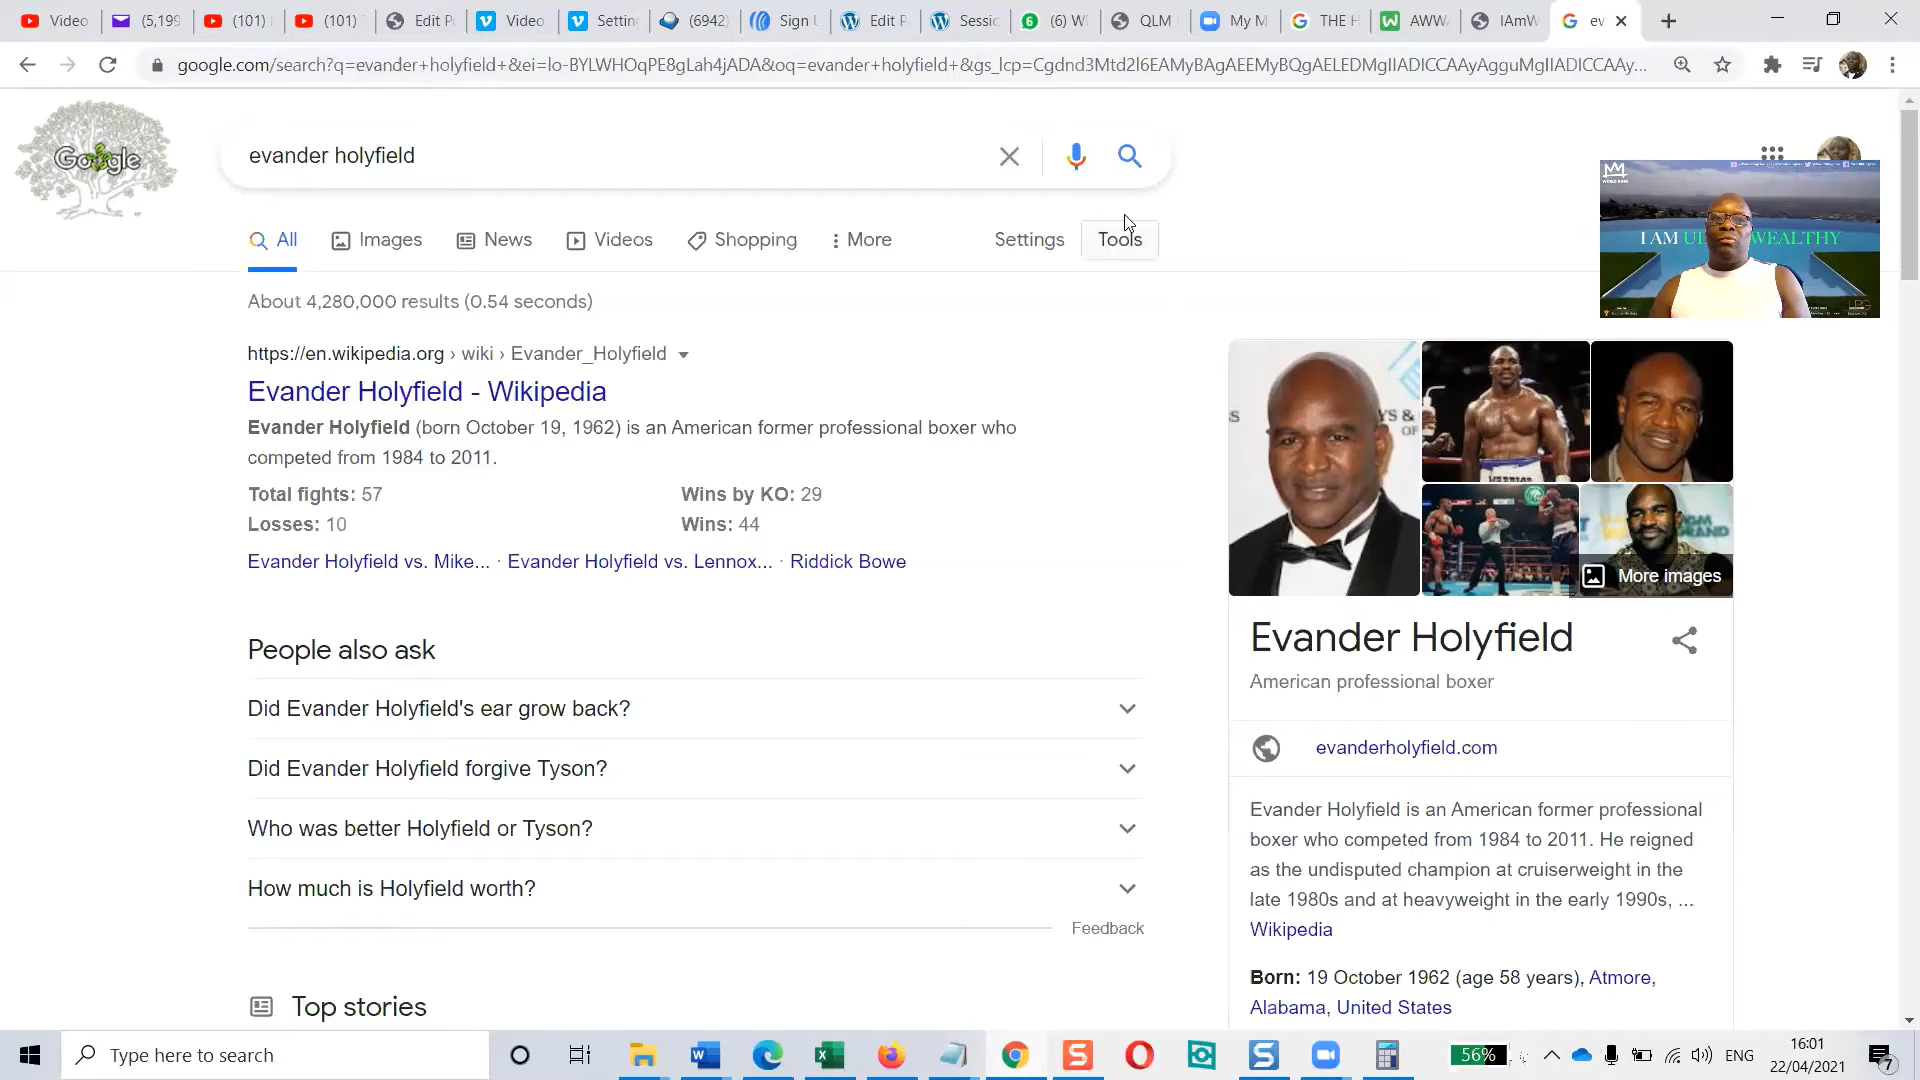 Video
(5,199
(101)
(101)
Edit P
Video
Settin
(6942)
Sign U
Edit P
Sessic
(6) W
QLM
My M
THE H
AWW
IAmW
ev
google.com/search?q=evander+holyfield+&ei=lo-BYLWHOqPE8gLah4jADA&oq=evander+holyfield+&gs_lcp=Cgdnd3Mtd2l6EAMyBAgAEEMyBQgAELEDMgIIADICCAAyAgguMgIIADICCAAy...
Google
evander holyfield
All
Images
News
Videos
Shopping
More
Settings
Tools
WORLD KING
I AM U WEALTHY
About 4,280,000 results (0.54 seconds)
https://en.wikipedia.org › wiki › Evander_Holyfield
Evander Holyfield - Wikipedia
Evander Holyfield (born October 19, 1962) is an American former professional boxer who
competed from 1984 to 2011.
Total fights: 57
Wins by KO: 29
Losses: 10
Wins: 44
Evander Holyfield vs. Mike... · Evander Holyfield vs. Lennox... · Riddick Bowe
People also ask
Did Evander Holyfield's ear grow back?
Did Evander Holyfield forgive Tyson?
Who was better Holyfield or Tyson?
How much is Holyfield worth?
Feedback
Top stories
More images
Evander Holyfield
American professional boxer
evanderholyfield.com
Evander Holyfield is an American former professional
boxer who competed from 1984 to 2011. He reigned
as the undisputed champion at cruiserweight in the
late 1980s and at heavyweight in the early 1990s, ...
Wikipedia
Born: 19 October 1962 (age 58 years), Atmore,
Alabama, United States
Type here to search
56%
ENG
16:01
22/04/2021
7